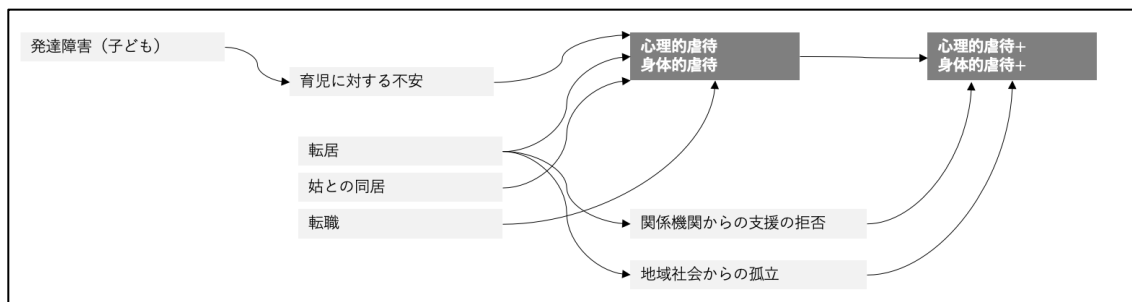 発達障害（子ども）
育児に対する不安
転居
姑との同居
転職
心理的虐待
身体的虐待
関係機関からの支援の拒否
地域社会からの孤立
心理的虐待+
身体的虐待+